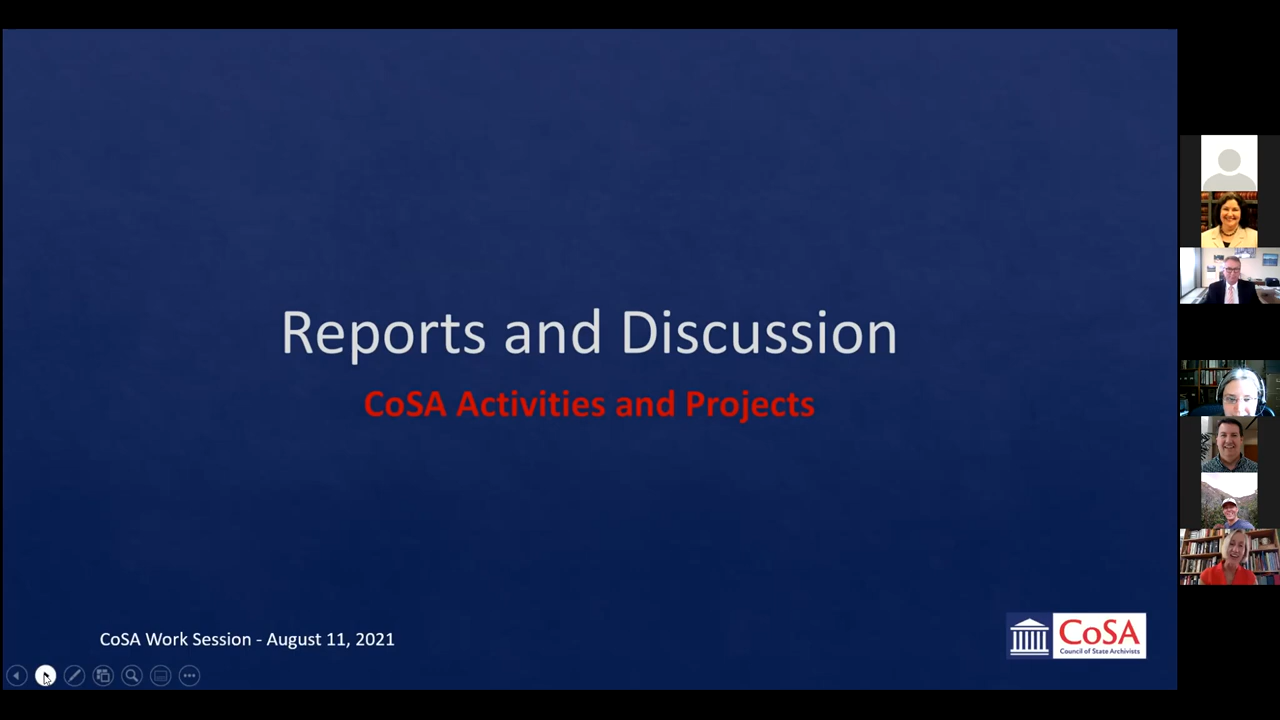 Reports and Discussion
CoSA Activities and Projects
CoSA Work Session - August 11, 2021
CoSA
Council of State Archivists